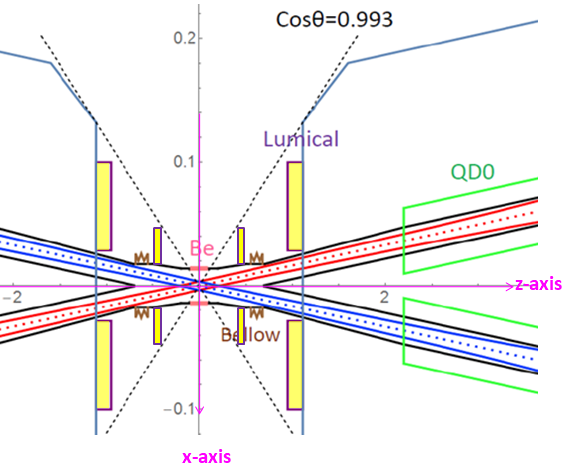 Cosθ=0.993
0.2
Lumical
0.1
QD0
Be
z-axis
−2
2
Bellow
−0.1
x-axis